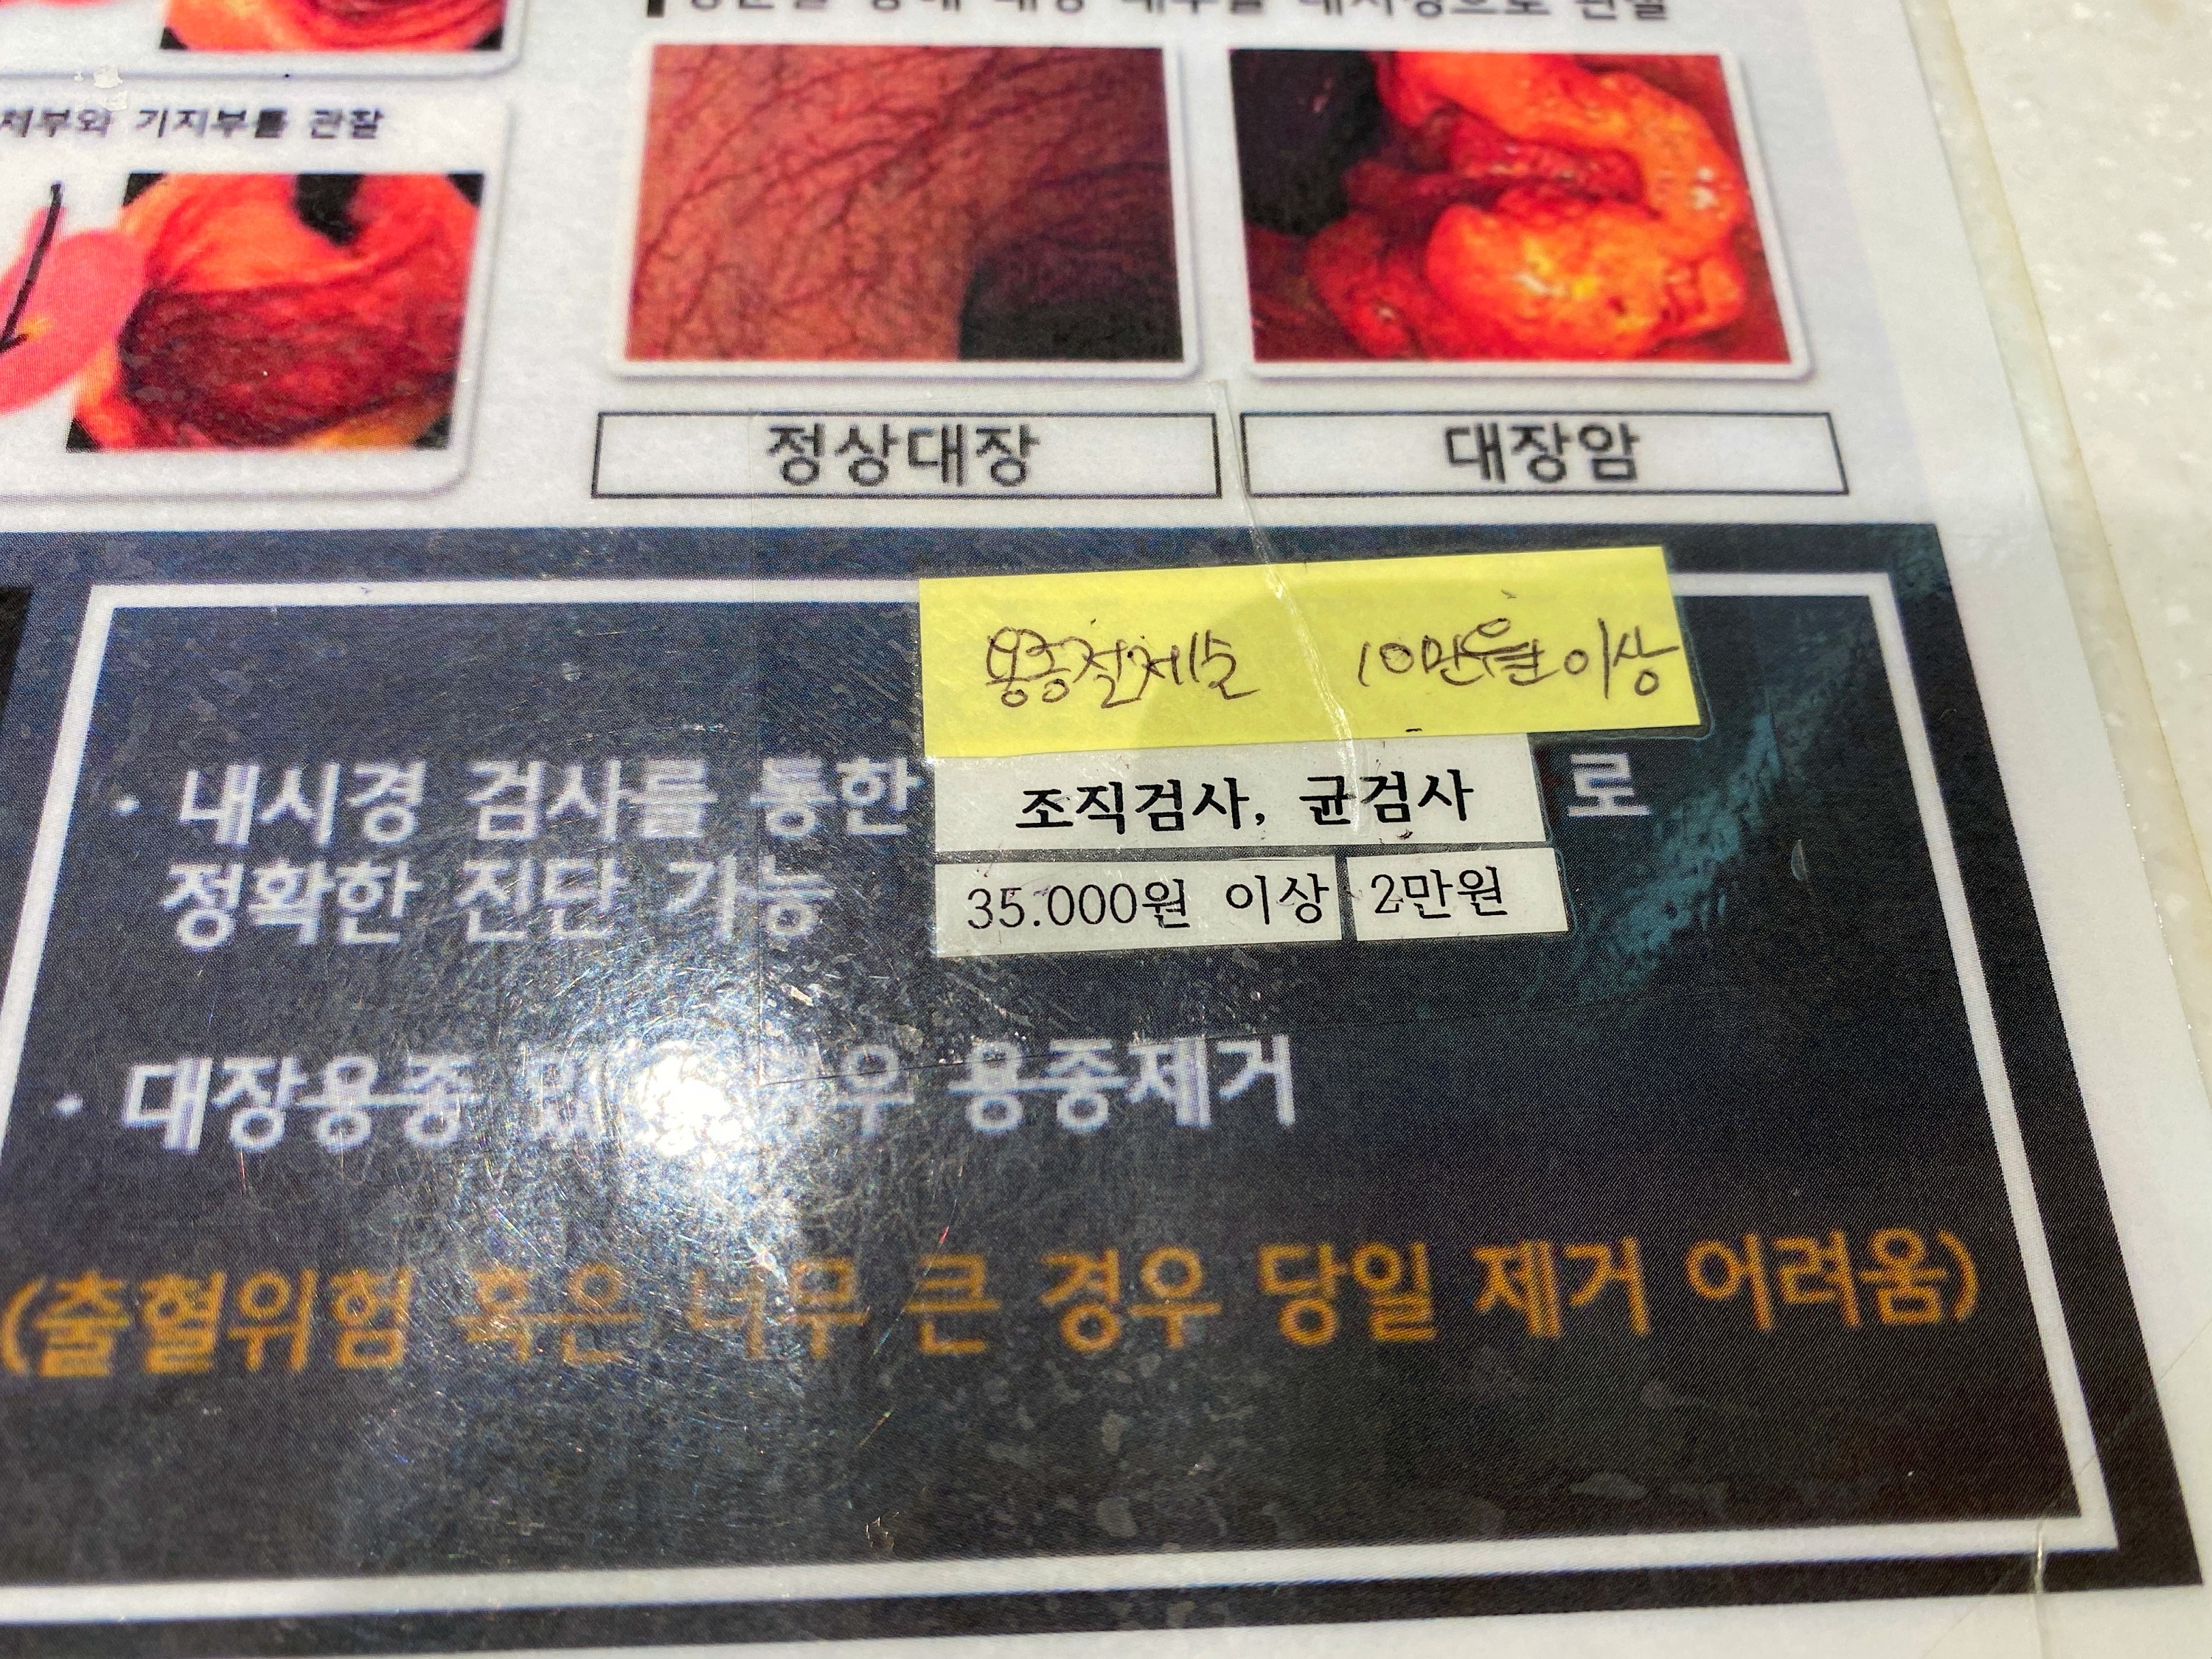 체부와 기지부를 관찰
정상대장
대장암
용종절제술 10만원 이상
· 내시경 검사를 통한 조직검사, 균검사 로
정확한 진단 가능 35.000원 이상 2만원
· 대장용종 용종제거
(출혈위험 혹은 너무 큰 경우 당일 제거 어려움)